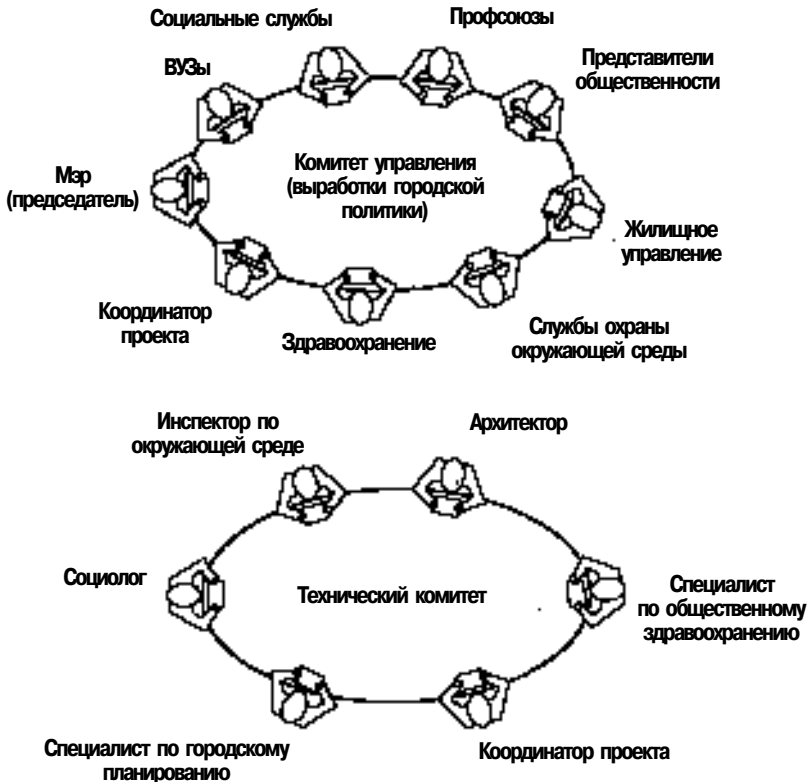 Социальные службы
Профсоюзы
ВУЗы
Представители
общественности
Мэр
(председатель)
Комитет управления
(выработки городской
политики)
Жилищное
управление
Координатор
проекта
Здравоохранение
Службы охраны
окружающей среды
Инспектор по
окружающей среде
Архитектор
Социолог
Технический комитет
Специалист
по общественному
здравоохранению
Специалист по городскому
планированию
Координатор проекта